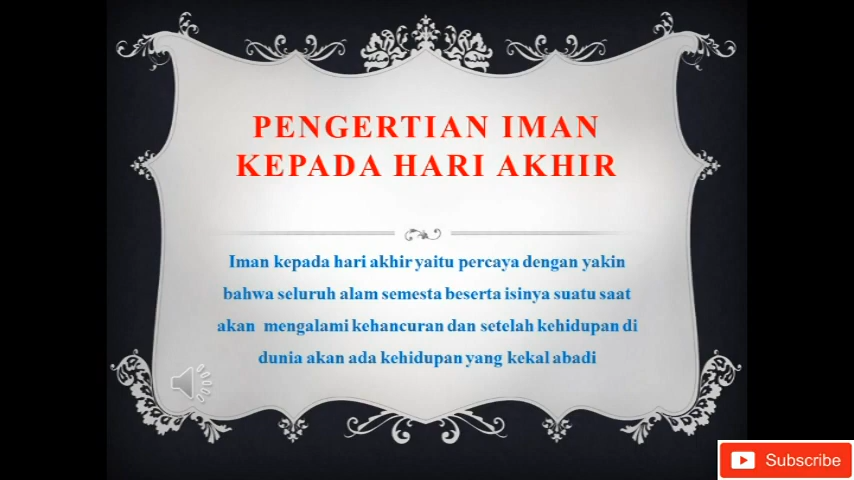 PENGERTIAN IMAN
KEPADA HARI AKHIR
Iman kepada hari akhir yaitu percaya dengan yakin
bahwa seluruh alam semesta beserta isinya suatu saat
akan mengalami kehancuran dan setelah kehidupan di
dunia akan ada kehidupan yang kekal abadi
Subscribe